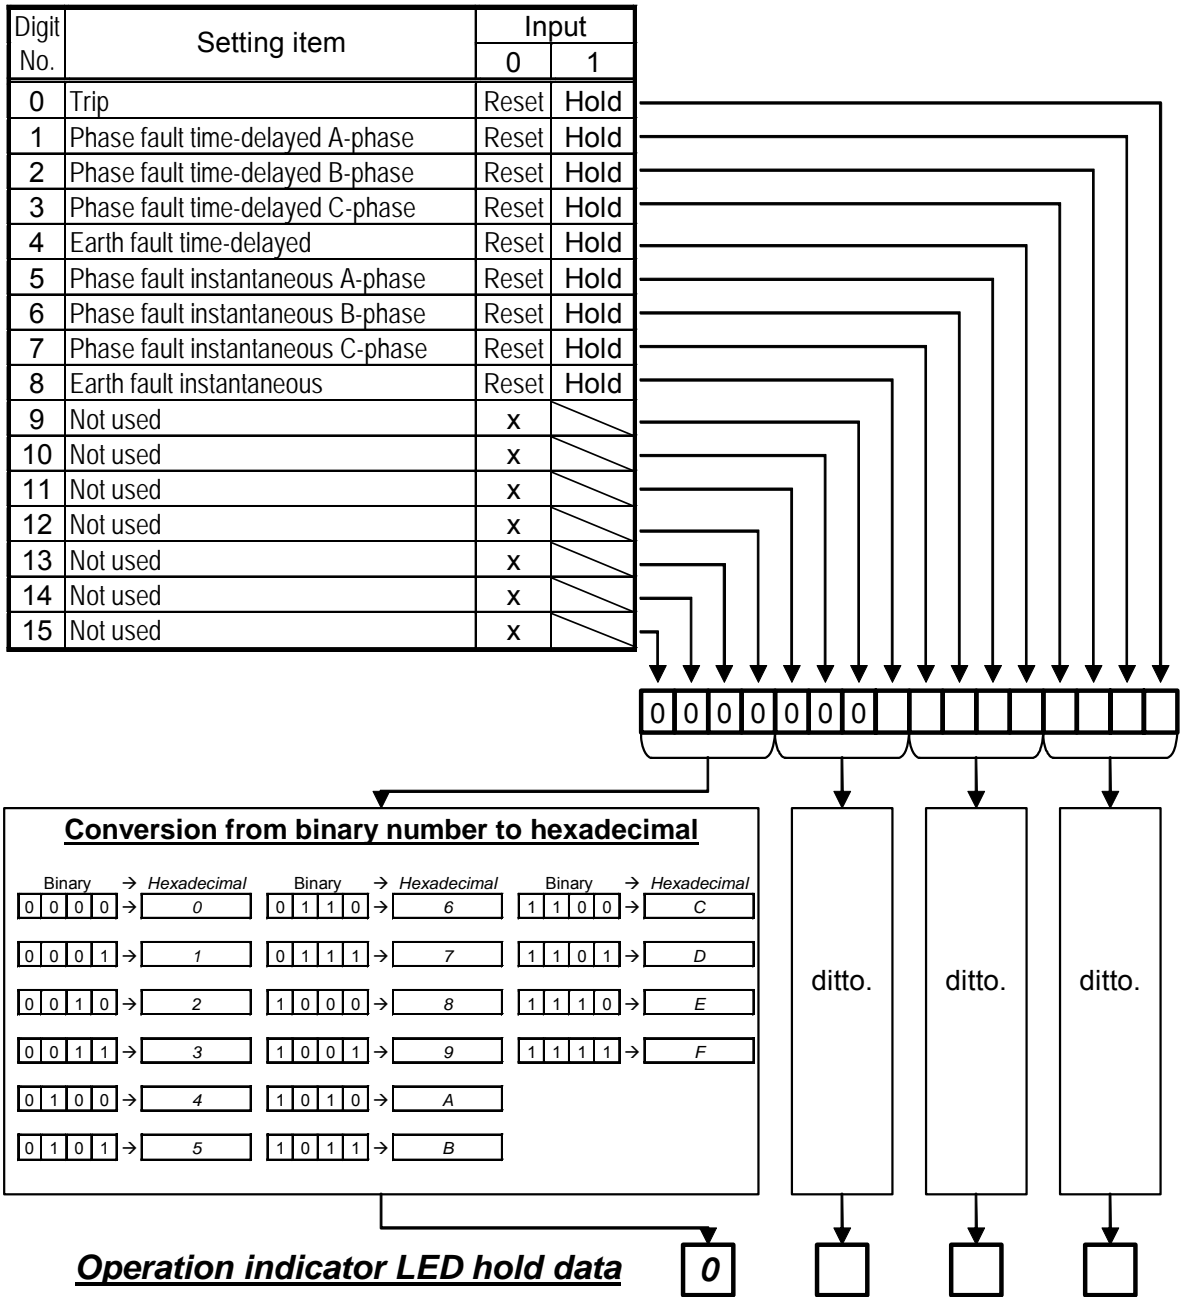 Digit No. Setting item Input
0 1
0 Trip Reset Hold
1 Phase fault time-delayed A-phase Reset Hold
2 Phase fault time-delayed B-phase Reset Hold
3 Phase fault time-delayed C-phase Reset Hold
4 Earth fault time-delayed Reset Hold
5 Phase fault instantaneous A-phase Reset Hold
6 Phase fault instantaneous B-phase Reset Hold
7 Phase fault instantaneous C-phase Reset Hold
8 Earth fault instantaneous Reset Hold
9 Not used x
10 Not used x
11 Not used x
12 Not used x
13 Not used x
14 Not used x
15 Not used x
0 0 0 0 0 0 0
Conversion from binary number to hexadecimal
Binary → Hexadecimal Binary → Hexadecimal Binary → Hexadecimal
0 0 0 0 → 0 0 1 1 0 → 6 1 1 0 0 → C
0 0 0 1 → 1 0 1 1 1 → 7 1 1 0 1 → D
0 0 1 0 → 2 1 0 0 0 → 8 1 1 1 0 → E
0 0 1 1 → 3 1 0 0 1 → 9 1 1 1 1 → F
0 1 0 0 → 4 1 0 1 0 → A
0 1 0 1 → 5 1 0 1 1 → B
ditto. ditto. ditto.
Operation indicator LED hold data 0